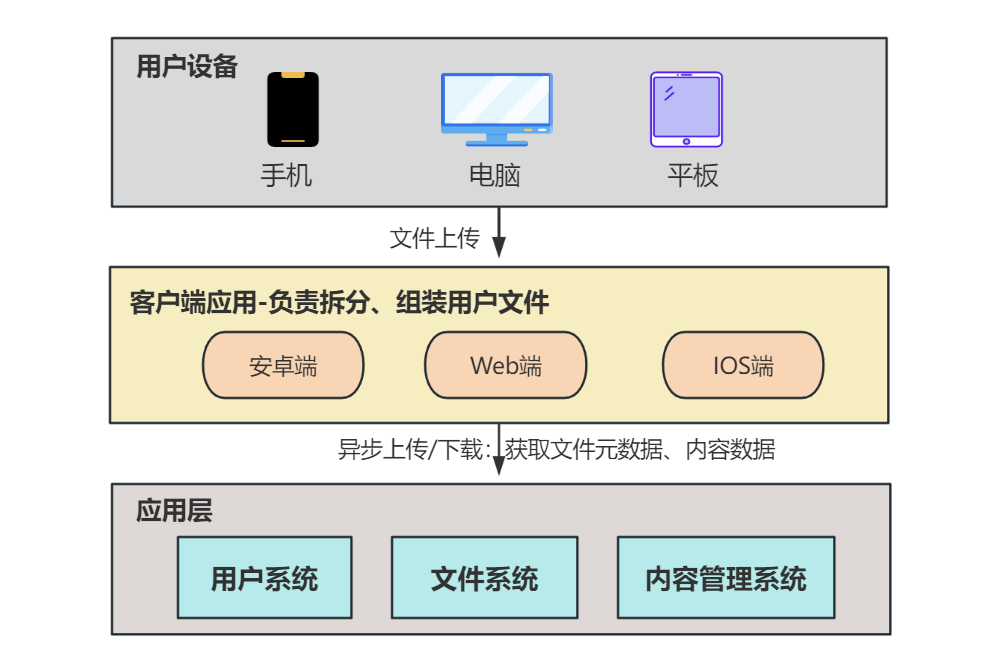 用户设备
手机
电脑
平板
文件上传
客户端应用-负责拆分、组装用户文件
安卓端
Web端
IOS端
异步上传/下载：获取文件元数据、内容数据
应用层
用户系统
文件系统
内容管理系统